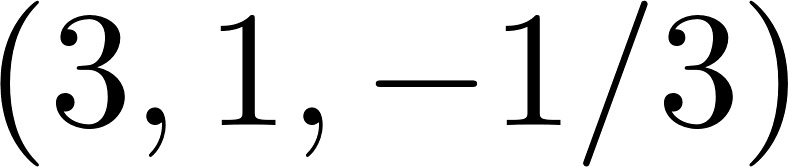 (3, 1, −1/3)